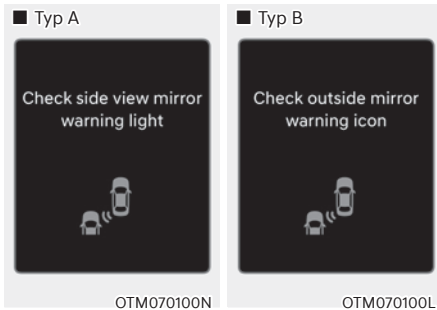 ■ Typ A
Check side view mirror
warning light
OTM070100N
■ Typ B
Check outside mirror
warning icon
OTM070100L